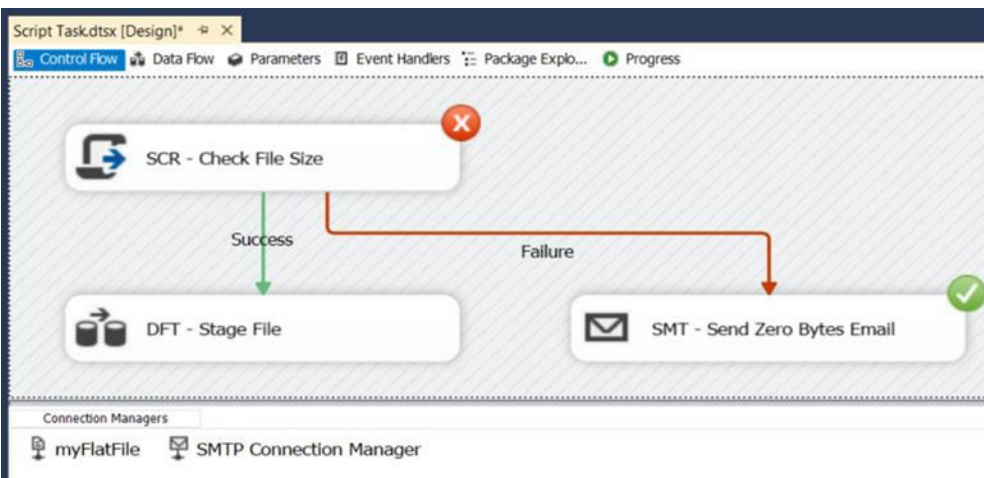 Script Task.dtsx [Design]*
Control Flow Data Flow Parameters Event Handlers Package Explo... Progress
SCR - Check File Size
Success
Failure
DFT - Stage File
SMT - Send Zero Bytes Email
Connection Managers
myFlatFile SMTP Connection Manager